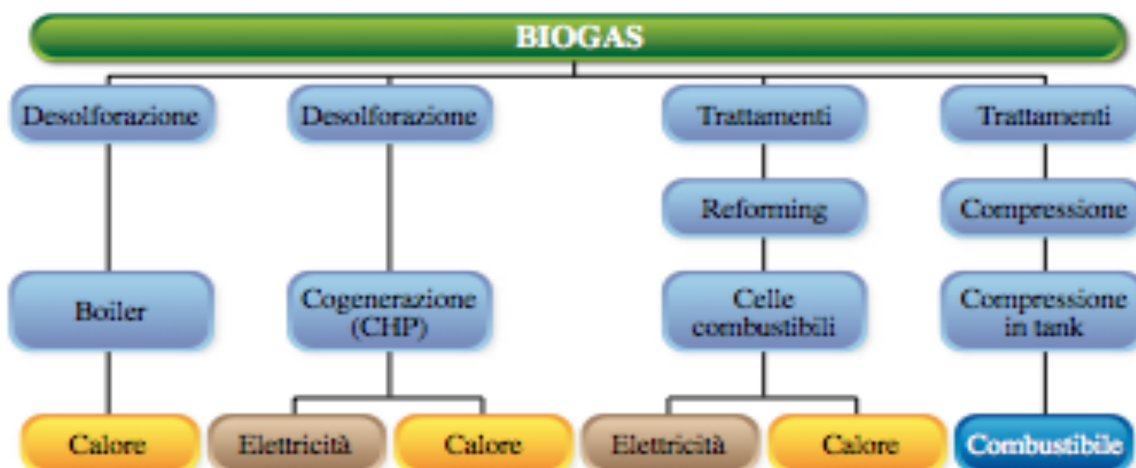 BIOGAS
Desolforazione
Desolforazione
Trattamenti
Trattamenti
Reforming
Compressione
Boiler
Cogenerazione
(CHP)
Celle
combustibili
Compressione
in tank
Calore
Elettricità
Calore
Elettricità
Calore
Combustibile